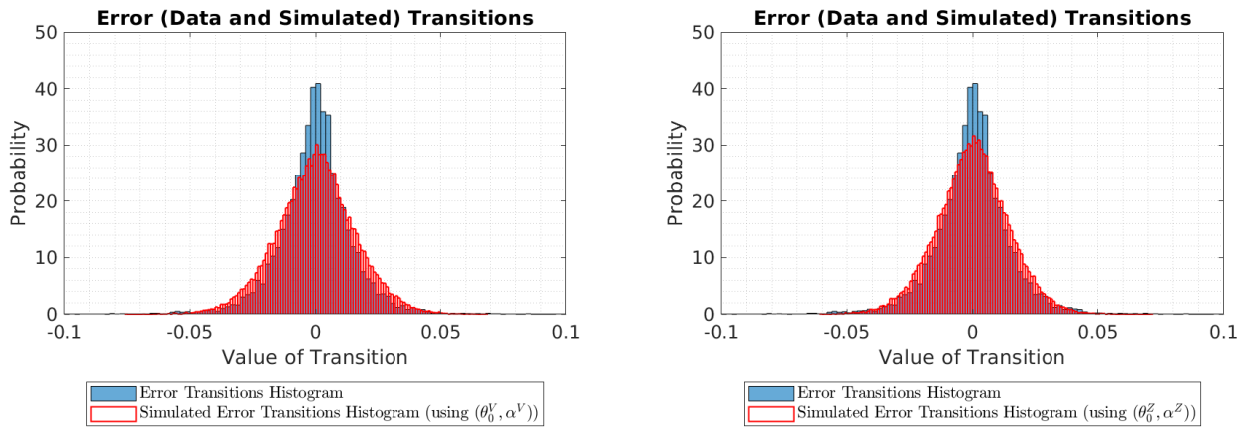 Error (Data and Simulated) Transitions
50
40
30
20
10
0
Probability
-0.1
-0.05
0
0.05
0.1
Value of Transition
Error Transitions Histogram
Simulated Error Transitions Histogram (using (θ₀ⱽ, αⱽ))
Error (Data and Simulated) Transitions
50
40
30
20
10
0
Probability
-0.1
-0.05
0
0.05
0.1
Value of Transition
Error Transitions Histogram
Simulated Error Transitions Histogram (using (θ₀^Z, α^Z))